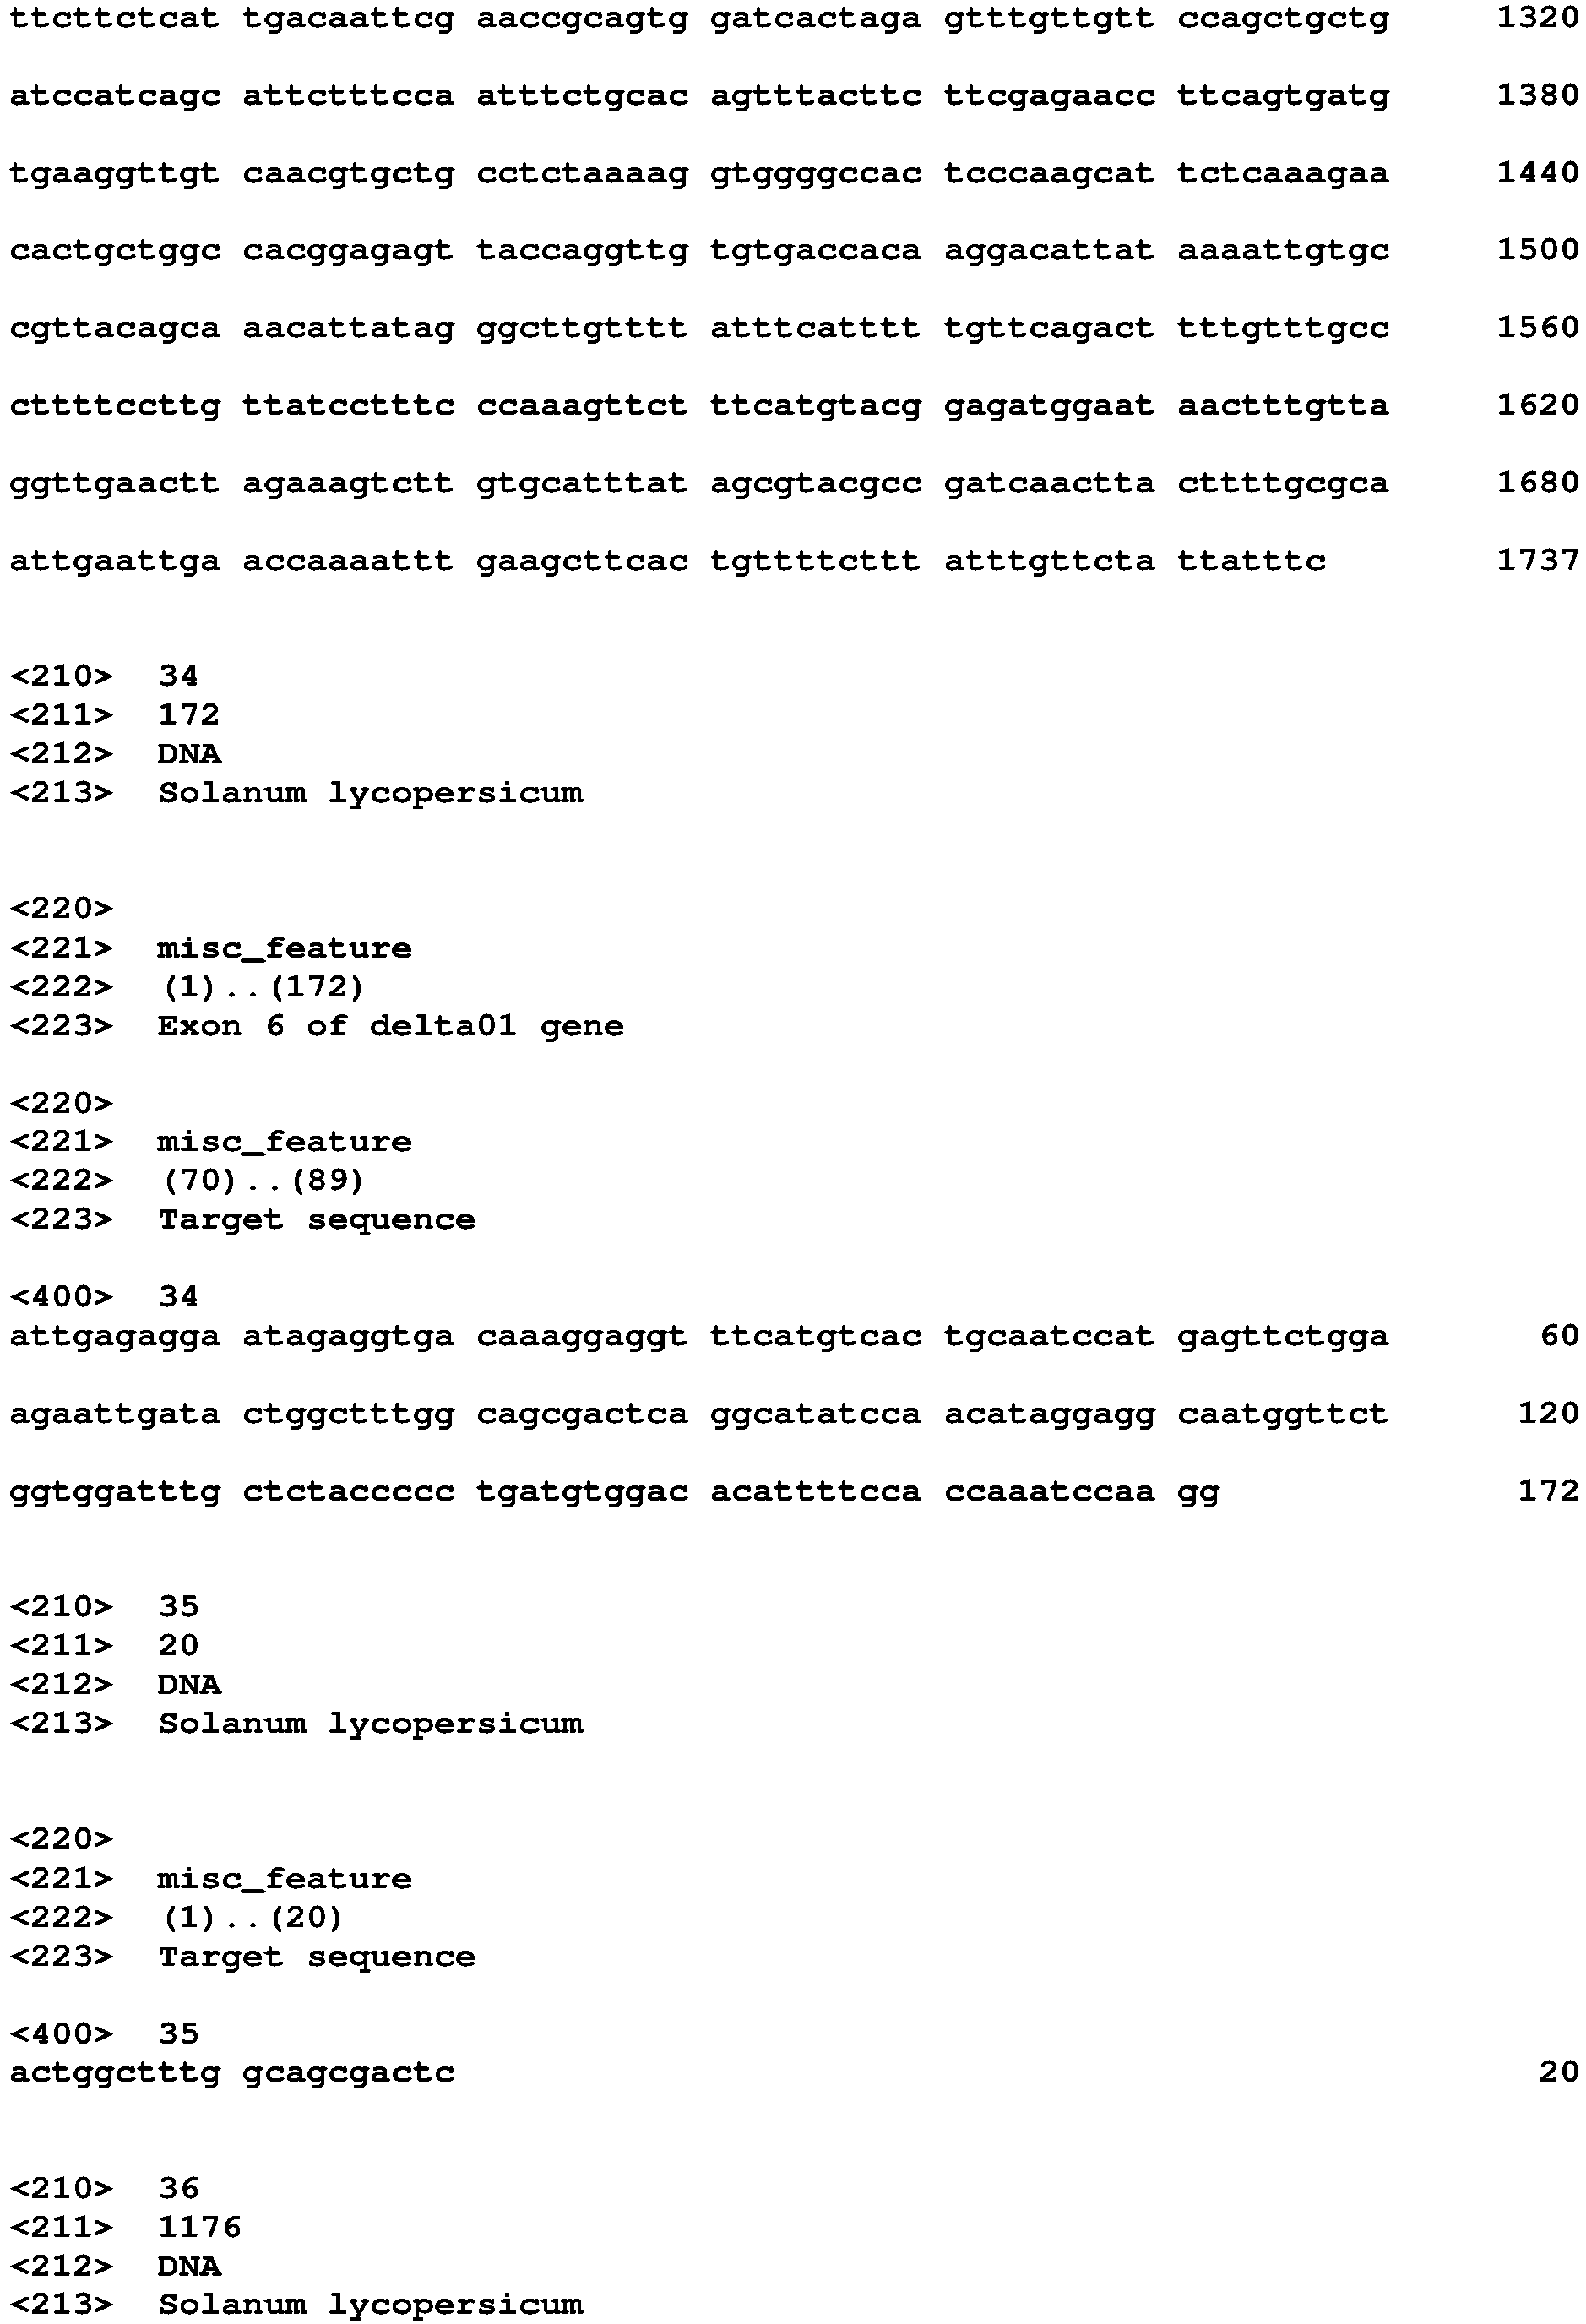 ttcttctcat tgacaattcg aaccgcagtg gatcactaga gtttgttgtt ccagctgctg 1320
atccatcagc attctttcca atttctgcac agtttacttc ttcgagaacc ttcagtgatg 1380
tgaaggttgt caacgtgctg cctctaaaag gtggggccac tcccaagcat tctcaaagaa 1440
cactgctggc cacggagagt taccaggttg tgtgaccaca aggacattat aaaattgtgc 1500
cgttacagca aacattatag ggcttgtttt atttcatttt tgttcagact tttgtttgcc 1560
cttttccttg ttatcctttc ccaaagttct ttcatgtacg gagatggaat aactttgtta 1620
ggttgaactt agaaagtctt gtgcatttat agcgtacgcc gatcaactta cttttgcgca 1680
attgaattga accaaaattt gaagcttcac tgttttcttt atttgttcta ttatttc 1737
<210> 34
<211> 172
<212> DNA
<213> Solanum lycopersicum
<220>
<221> misc_feature
<222> (1)..(172)
<223> Exon 6 of delta01 gene
<220>
<221> misc_feature
<222> (70)..(89)
<223> Target sequence
<400> 34
attgagagga atagaggtga caaaggaggt ttcatgtcac tgcaatccat gagttctgga 60
agaattgata ctggctttgg cagcgactca ggcatatcca acataggagg caatggttct 120
ggtggatttg ctctaccccc tgatgtggac acattttcca ccaaatccaa gg 172
<210> 35
<211> 20
<212> DNA
<213> Solanum lycopersicum
<220>
<221> misc_feature
<222> (1)..(20)
<223> Target sequence
<400> 35
actggctttg gcagcgactc 20
<210> 36
<211> 1176
<212> DNA
<213> Solanum lycopersicum